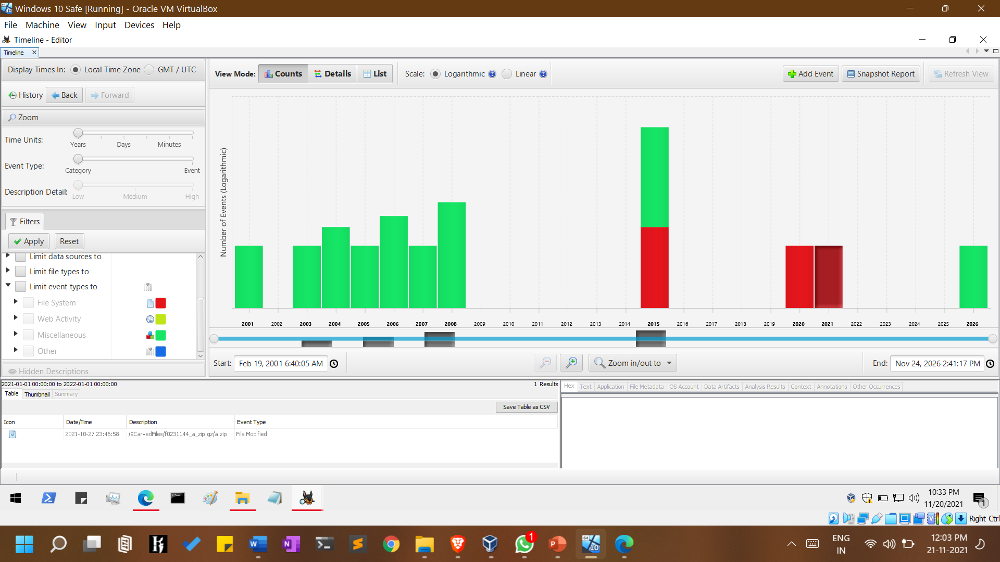 Windows 10 Safe [Running] - Oracle VM VirtualBox
File Machine View Input Devices Help
Timeline - Editor
Timeline
Display Times In: Local Time Zone GMT / UTC
View Mode: Counts Details List Scale: Logarithmic Linear Add Event Snapshot Report Refresh View
History Back Forward
Zoom
Time Units: Years Days Minutes
Event Type: Category Event
Description Detail: Low Medium High
Filters
Apply Reset
Limit data sources to
Limit file types to
Limit event types to
File System
Web Activity
Miscellaneous
Other
Hidden Descriptions
Number of Events (Logarithmic)
2001 2002 2003 2004 2005 2006 2007 2008 2009 2010 2011 2012 2013 2014 2015 2016 2017 2018 2019 2020 2021 2022 2023 2024 2025 2026
Start: Feb 19, 2001 6:40:05 AM Zoom in/out to End: Nov 24, 2026 2:41:17 PM
2021-01-01 00:00:00 to 2022-01-01 00:00:00 1 Results
Table Thumbnail Summary
Save Table as CSV
Icon Date/Time Description Event Type
2021-10-27 23:46:58 /$CarvedFiles/f0231144_a_zip.gz/a.zip File Modified
Hex Text Application File Metadata OS Account Data Artifacts Analysis Results Context Annotations Other Occurrences
10:33 PM
11/20/2021
1
Right Ctrl
1
64
10
ENG
IN
12:03 PM
21-11-2021